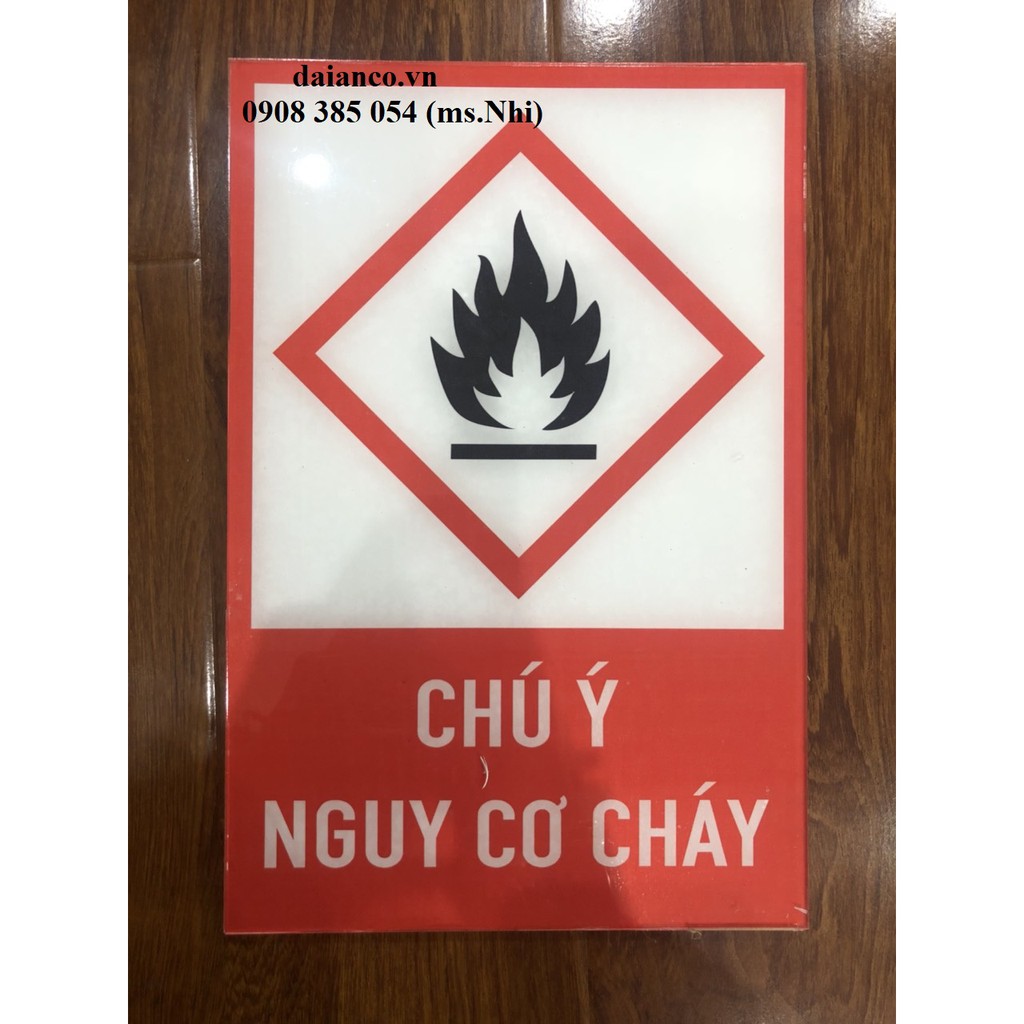 daianco.vn
0908 385 054 (ms.Nhi)
CHÚ Ý
NGUY CƠ CHÁY